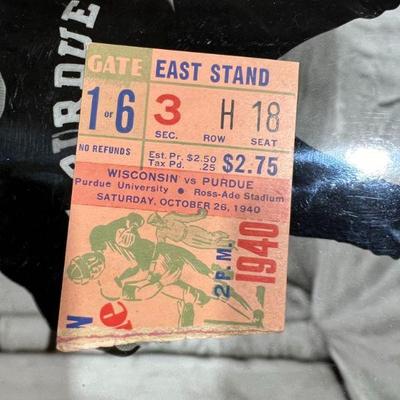 PURDUE
GATE EAST STAND
1 OF 6 3 H 18
SEC. ROW SEAT
NO REFUNDS
Est. Pr. $2.50
Tax Pd. .25
$2.75
WISCONSIN VS PURDUE
Purdue University • Ross-Ade Stadium
SATURDAY, OCTOBER 26, 1940
2 P.M.
1940